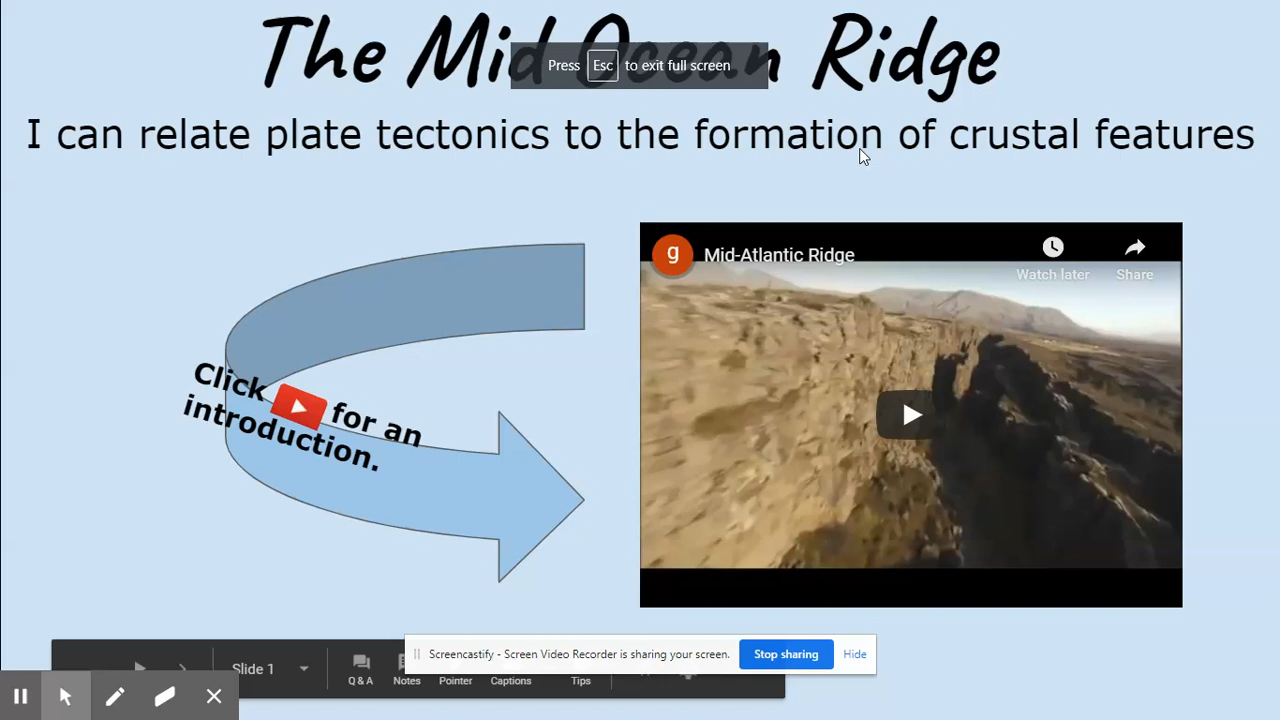 The Mid Ocean Ridge
Press Esc to exit full screen
I can relate plate tectonics to the formation of crustal features
g Mid-Atlantic Ridge
Watch later Share
Click for an
introduction.
Screencastify - Screen Video Recorder is sharing your screen. Stop sharing Hide
Slide 1
Q & A Notes Pointer Captions Tips